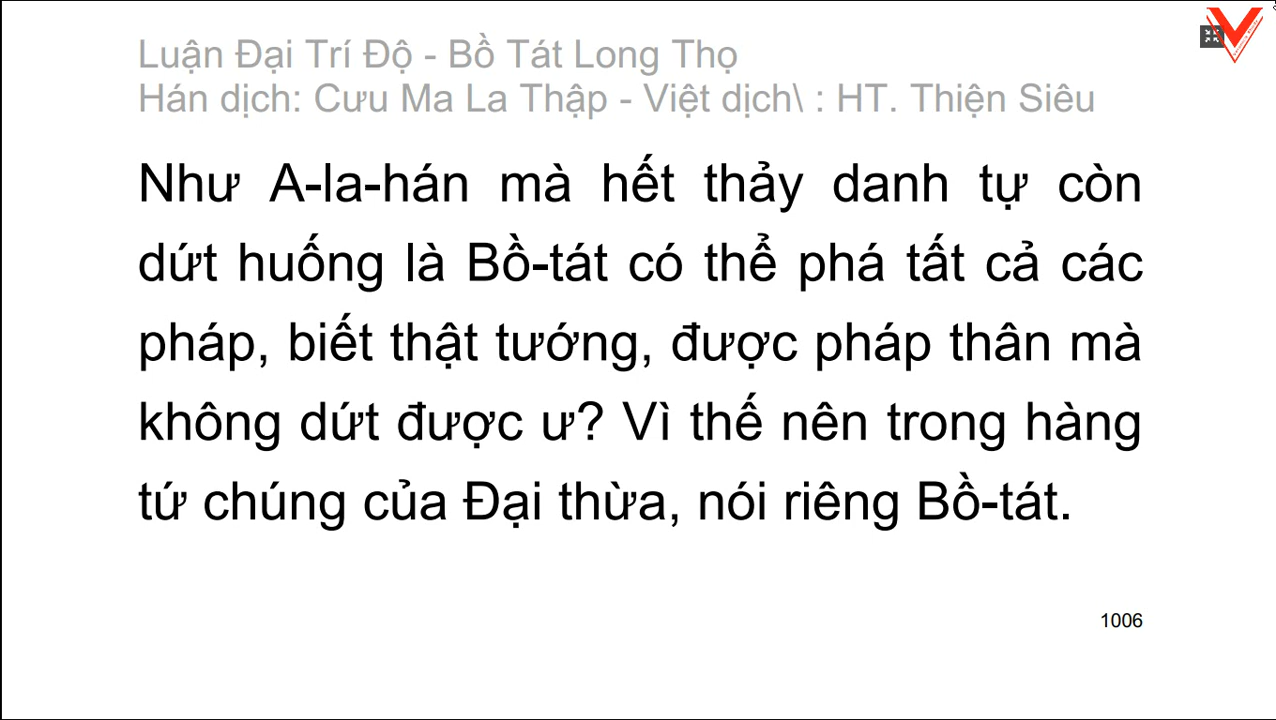 Luận Đại Trí Độ - Bồ Tát Long Thọ
Hán dịch: Cưu Ma La Thập - Việt dịch\ : HT. Thiện Siêu
Như A-la-hán mà hết thảy danh tự còn
dứt huống là Bồ-tát có thể phá tất cả các
pháp, biết thật tướng, được pháp thân mà
không dứt được ư? Vì thế nên trong hàng
tứ chúng của Đại thừa, nói riêng Bồ-tát.
1006